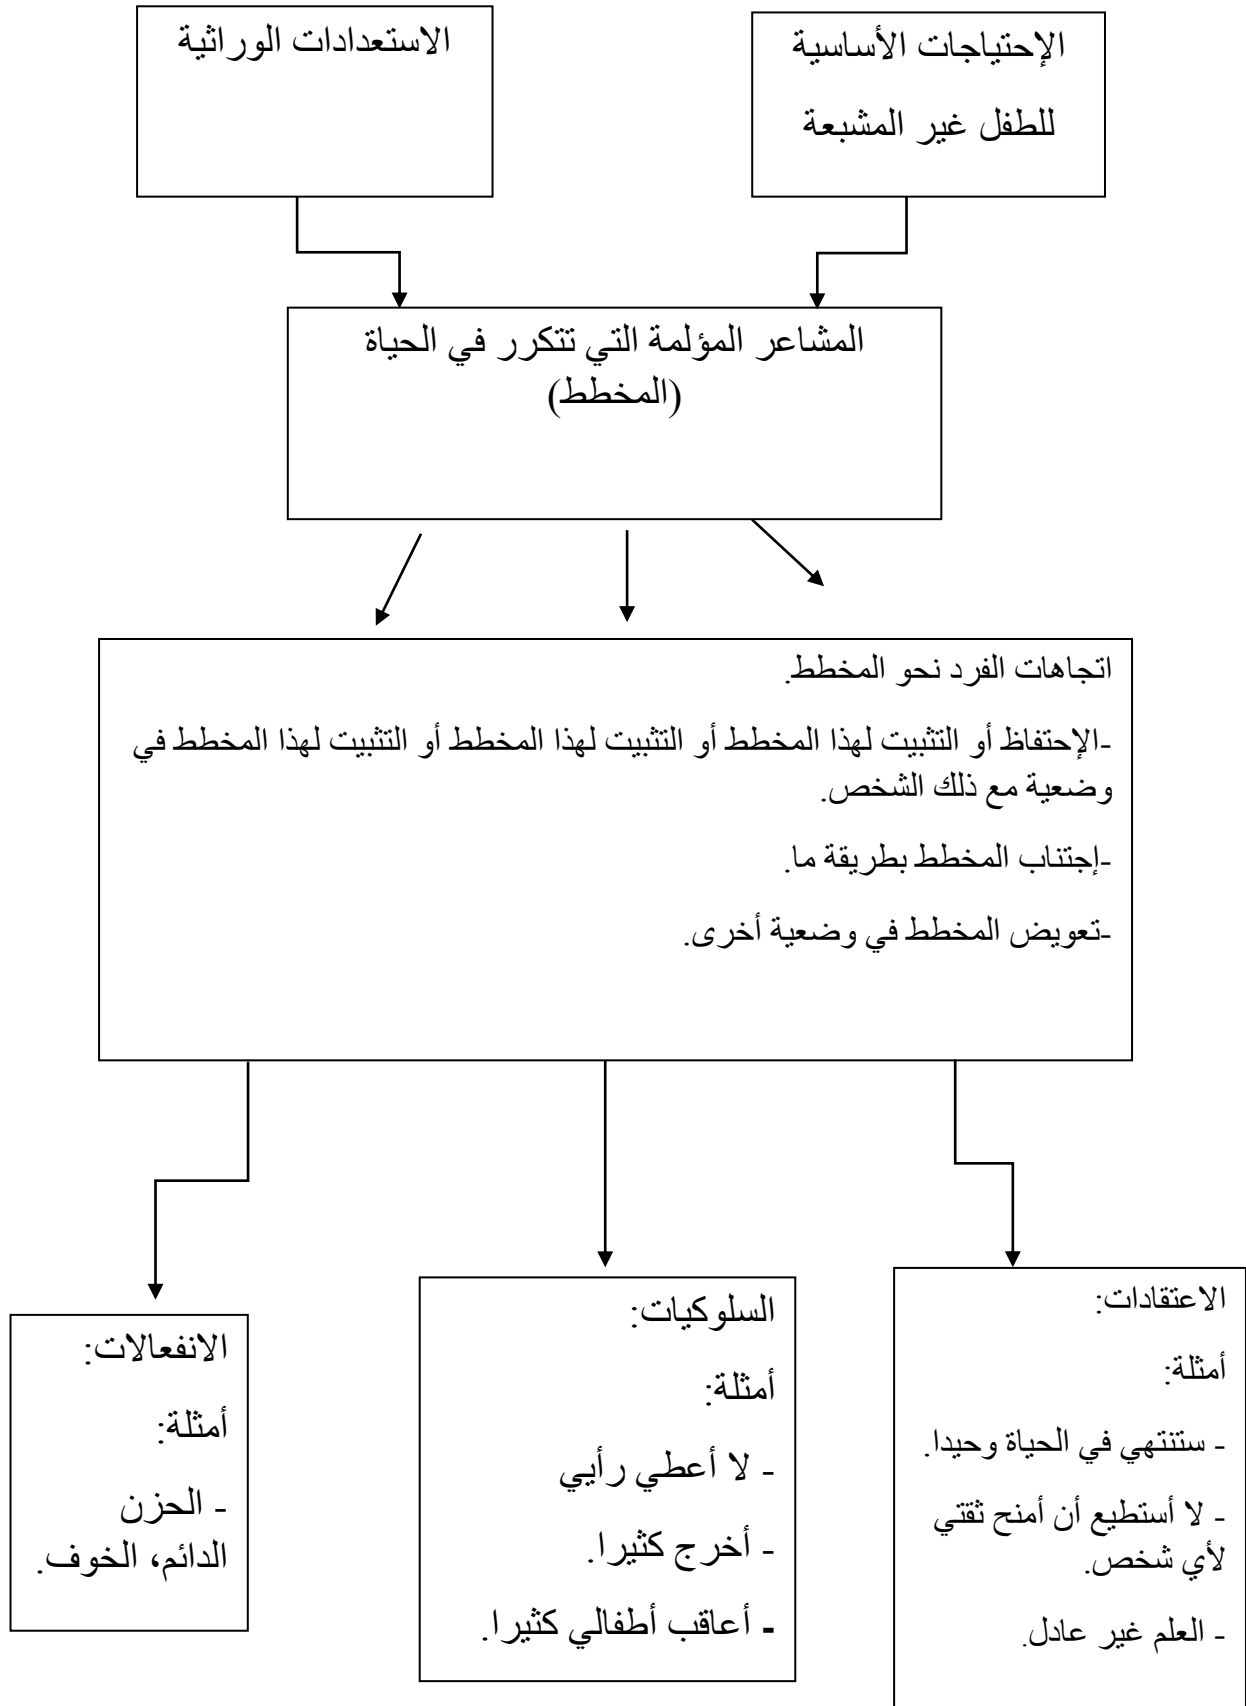 الإحتياجات الأساسية
للطفل غير المشبعة
الاستعدادات الوراثية
المشاعر المؤلمة التي تتكرر في الحياة
(المخطط)
اتجاهات الفرد نحو المخطط.
-الإحتفاظ أو التثبيت لهذا المخطط أو التثبيت لهذا المخطط أو التثبيت لهذا المخطط في
وضعية مع ذلك الشخص.
-إجتناب المخطط بطريقة ما.
-تعويض المخطط في وضعية أخرى.
الاعتقادات:
أمثلة:
- ستنتهي في الحياة وحيدا.
- لا أستطيع أن أمنح ثقتي
لأي شخص.
- العلم غير عادل.
السلوكيات:
أمثلة:
- لا أعطي رأيي
- أخرج كثيرا.
- أعاقب أطفالي كثيرا.
الانفعالات:
أمثلة:
- الحزن
الدائم، الخوف.